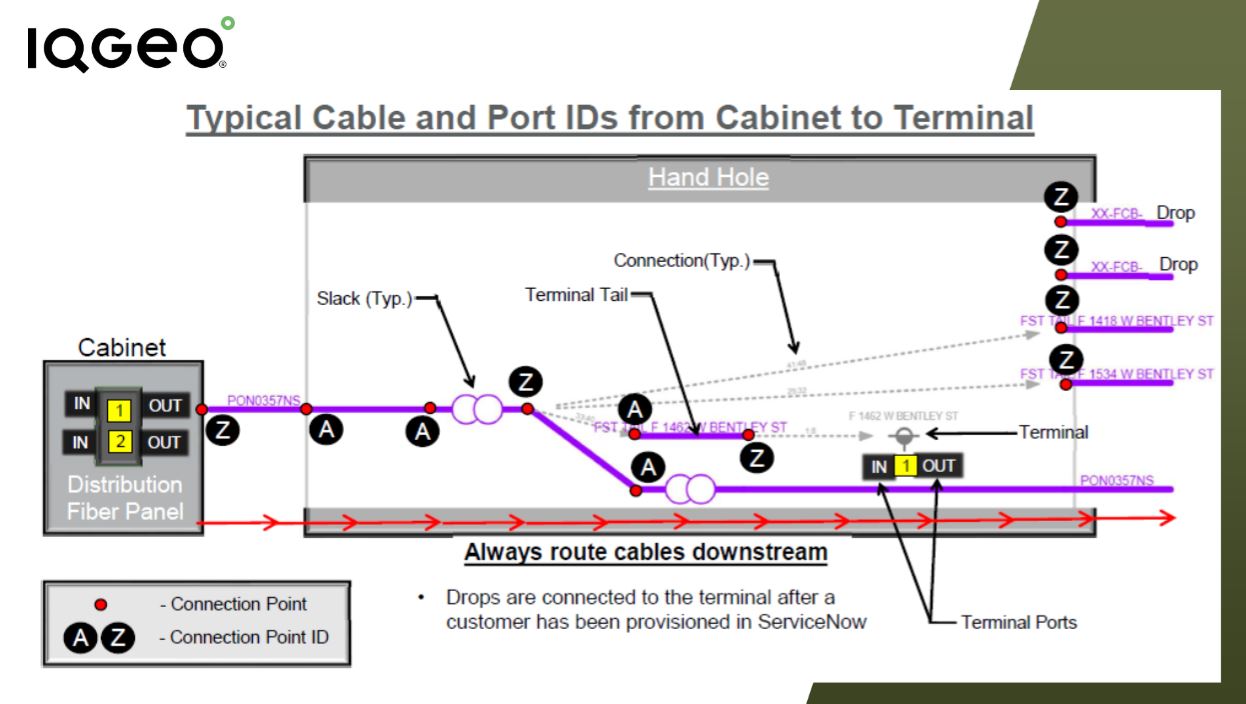 IQGEO®
Typical Cable and Port IDs from Cabinet to Terminal
Hand Hole
Z
XX-FCB- Drop
Connection(Typ.)
Z
XX-FCB- Drop
Slack (Typ.)
Terminal Tail
Z
FST TAIL F 1418 W BENTLEY ST
41:48
Cabinet
Z
FST TAIL F 1534 W BENTLEY ST
25:32
Z
IN 1 OUT
PON0357NS
A
33:40
F 1462 W BENTLEY ST
Z
A
A
FST TAIL F 1462 W BENTLEY ST
1:8
Terminal
IN 2 OUT
Z
A
IN 1 OUT
Distribution
Fiber Panel
PON0357NS
Always route cables downstream
- Connection Point
• Drops are connected to the terminal after a
customer has been provisioned in ServiceNow
A Z - Connection Point ID
Terminal Ports